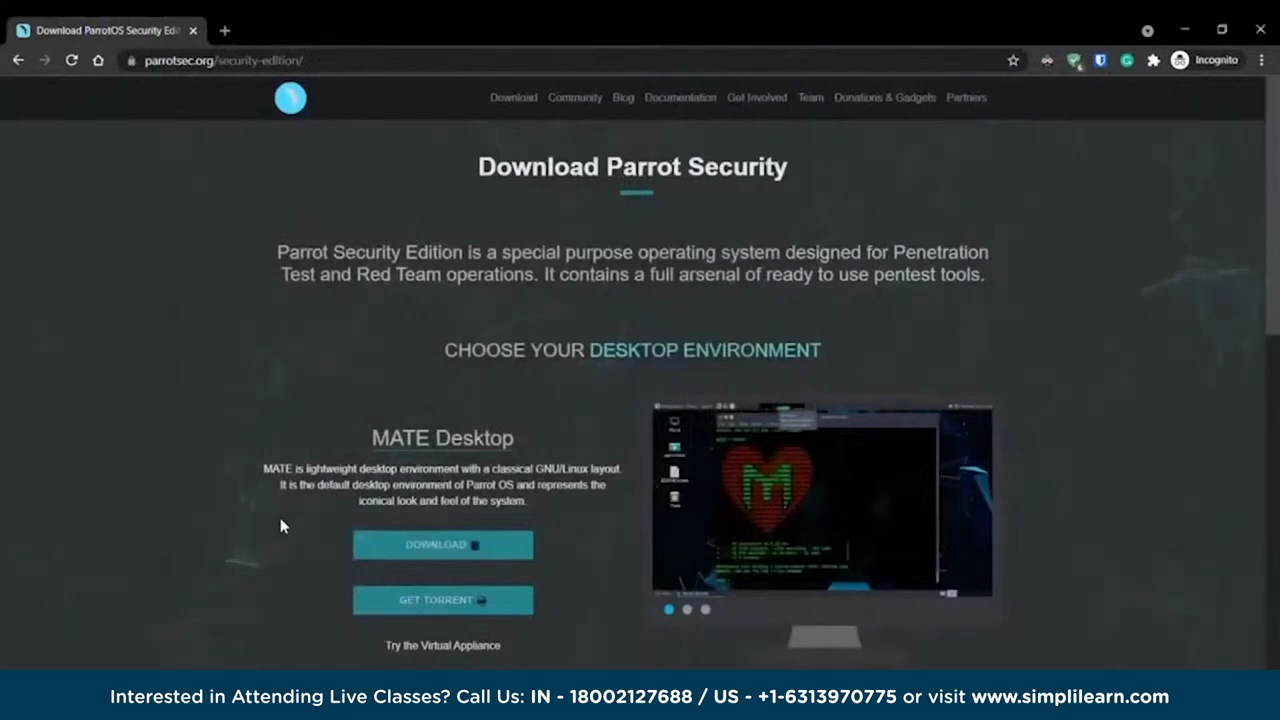 Download ParrotOS Security Edi
parrotsec.org/security-edition/
Incognito
Download Community Blog Documentation Get Involved Team Donations & Gadgets Partners
Download Parrot Security
Parrot Security Edition is a special purpose operating system designed for Penetration
Test and Red Team operations. It contains a full arsenal of ready to use pentest tools.
CHOOSE YOUR DESKTOP ENVIRONMENT
MATE Desktop
MATE is lightweight desktop environment with a classical GNU/Linux layout.
It is the default desktop environment of Parrot OS and represents the
iconical look and feel of the system.
DOWNLOAD
GET TORRENT
Try the Virtual Appliance
Interested in Attending Live Classes? Call Us: IN - 18002127688 / US - +1-6313970775 or visit www.simplilearn.com